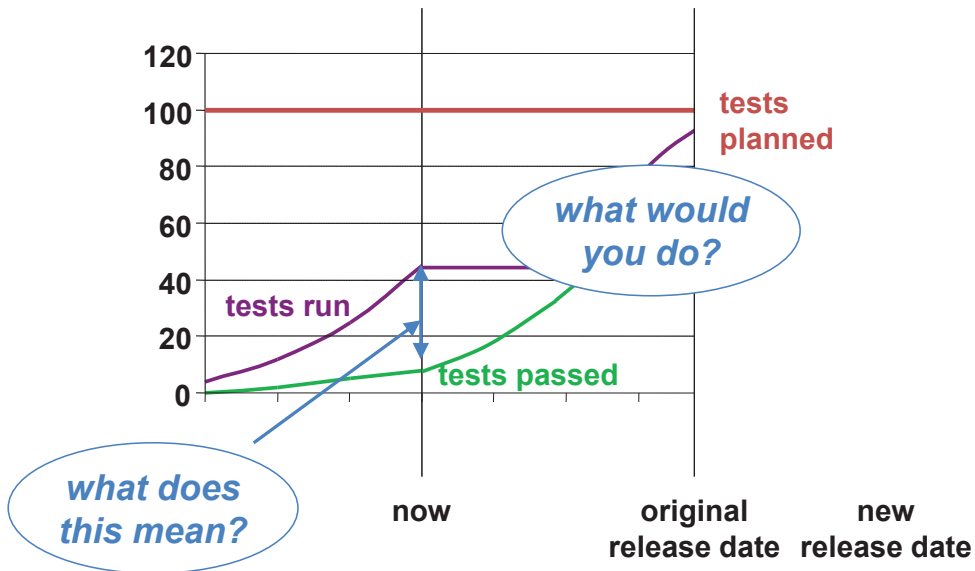 120
100
80
60
40
20
0
tests
planned
what would
you do?
tests run
tests passed
what does
this mean?
now
original
release date
new
release date